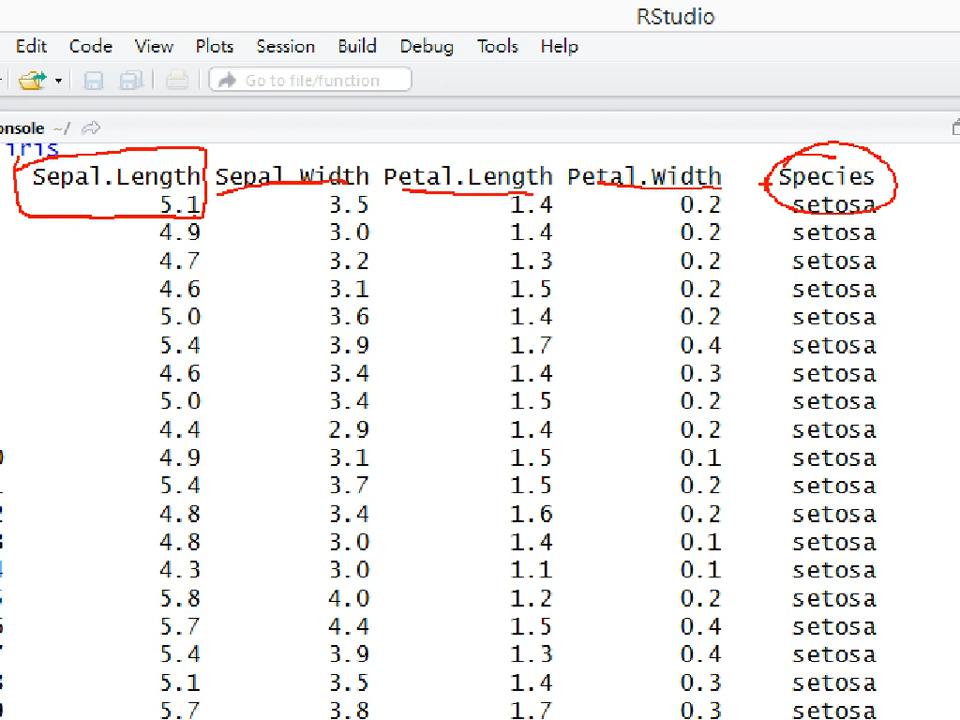 RStudio
Edit Code View Plots Session Build Debug Tools Help
Go to file/function
onsole ~/
iris
Sepal.Length Sepal.Width Petal.Length Petal.Width Species
5.1 3.5 1.4 0.2 setosa
4.9 3.0 1.4 0.2 setosa
4.7 3.2 1.3 0.2 setosa
4.6 3.1 1.5 0.2 setosa
5.0 3.6 1.4 0.2 setosa
5.4 3.9 1.7 0.4 setosa
4.6 3.4 1.4 0.3 setosa
5.0 3.4 1.5 0.2 setosa
4.4 2.9 1.4 0.2 setosa
4.9 3.1 1.5 0.1 setosa
5.4 3.7 1.5 0.2 setosa
4.8 3.4 1.6 0.2 setosa
4.8 3.0 1.4 0.1 setosa
4.3 3.0 1.1 0.1 setosa
5.8 4.0 1.2 0.2 setosa
5.7 4.4 1.5 0.4 setosa
5.4 3.9 1.3 0.4 setosa
5.1 3.5 1.4 0.3 setosa
5.7 3.8 1.7 0.3 setosa